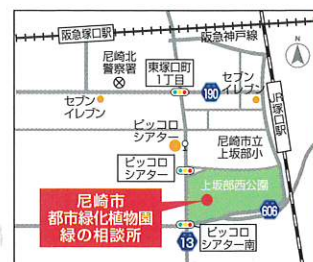 阪急塚口駅
阪急神戸線
N
尼崎北
警察署
東塚口町
1丁目
セブン
イレブン
190
セブン
イレブン
JR塚口駅
ピッコロ
シアター
尼崎市立
上坂部小
ピッコロ
シアター
上坂部西公園
尼崎市
都市緑化植物園
緑の相談所
606
13
ピッコロ
シアター南